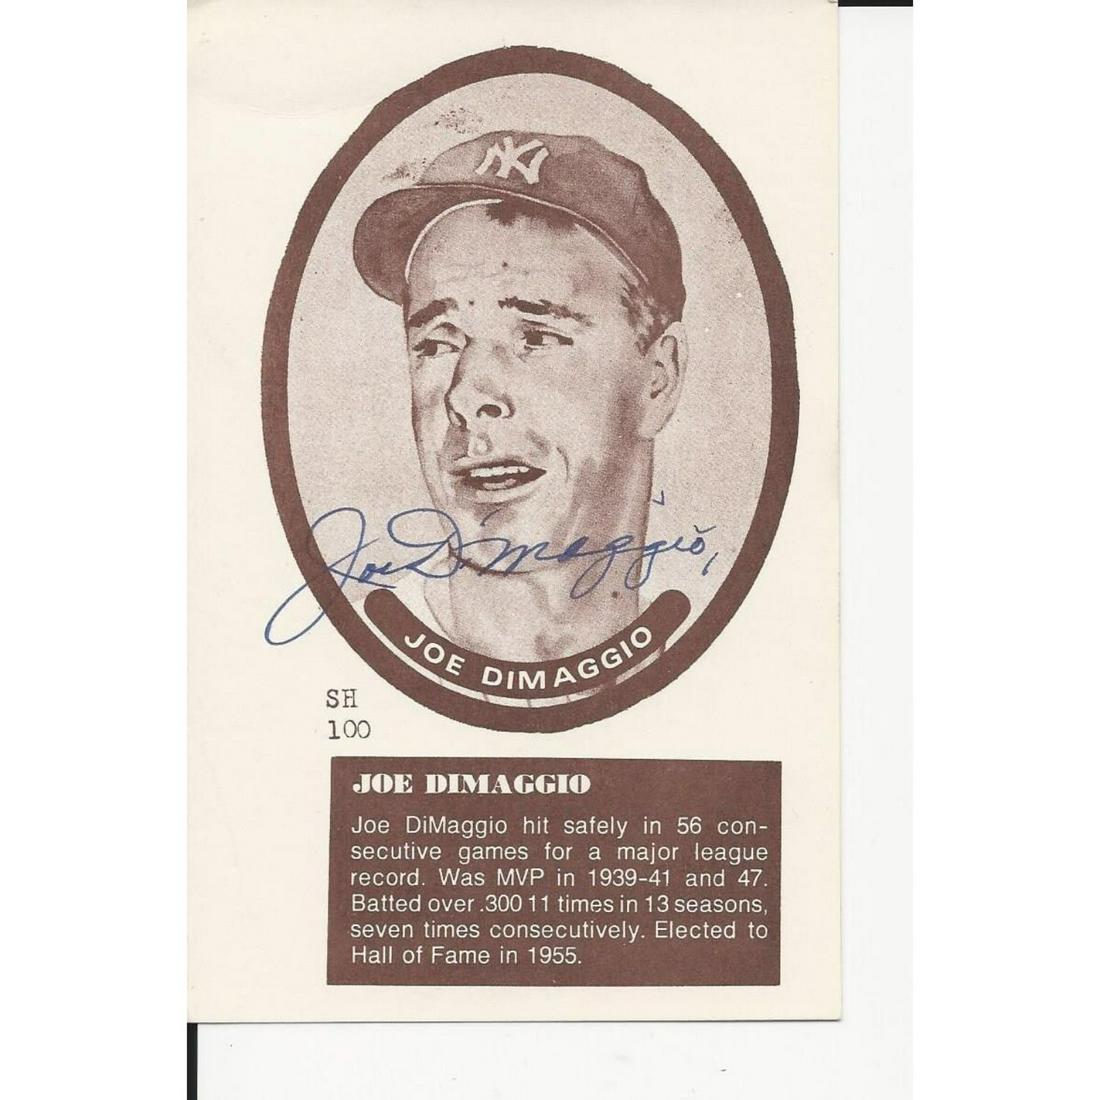 NY
Joe DiMaggio,
JOE DIMAGGIO
SH
100
JOE DIMAGGIO
Joe DiMaggio hit safely in 56 con-
secutive games for a major league
record. Was MVP in 1939-41 and 47.
Batted over .300 11 times in 13 seasons,
seven times consecutively. Elected to
Hall of Fame in 1955.